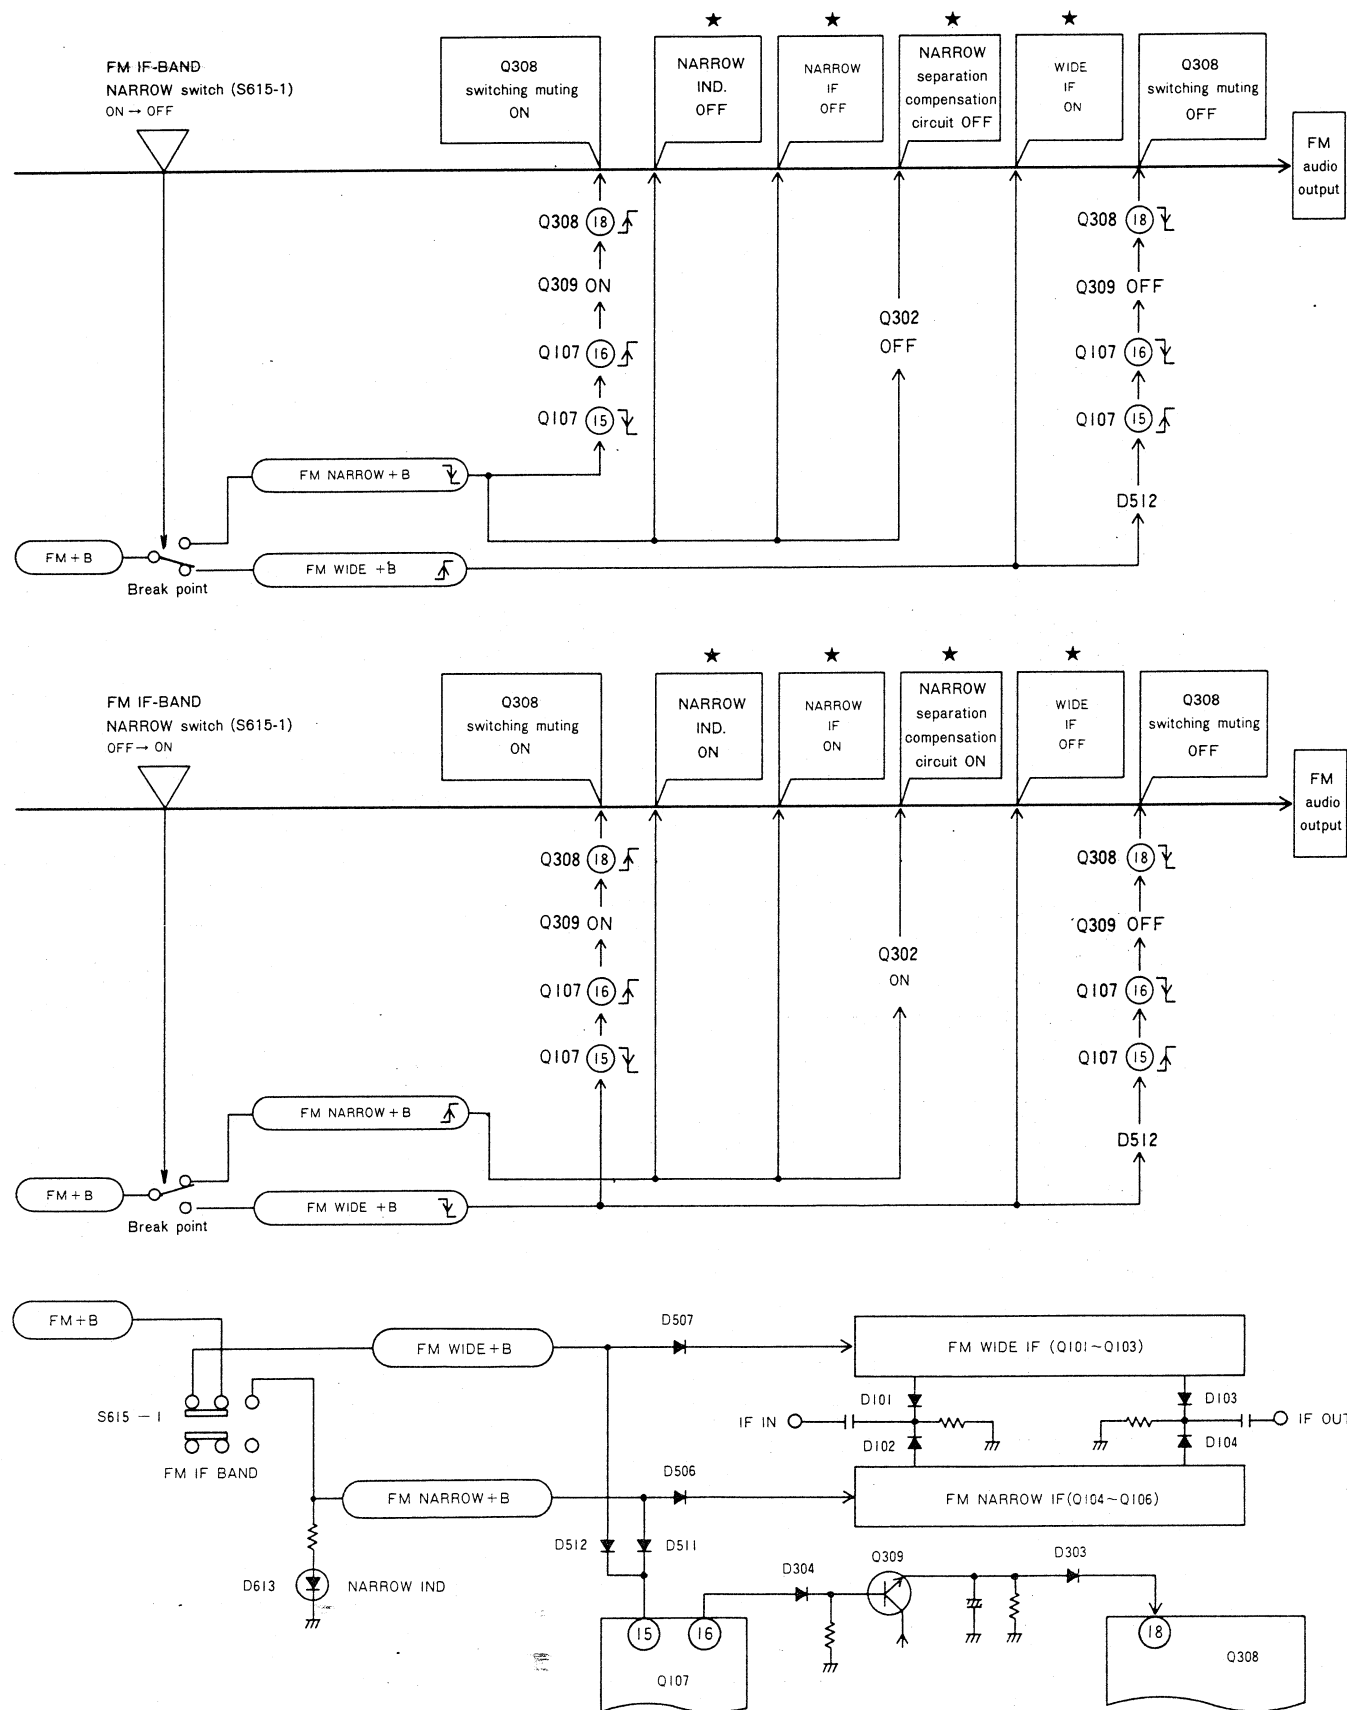 ★ ★ ★ ★
FM IF-BAND
NARROW switch (S615-1)
ON → OFF
Q308
switching muting
ON
NARROW
IND.
OFF
NARROW
IF
OFF
NARROW
separation
compensation
circuit OFF
WIDE
IF
ON
Q308
switching muting
OFF
FM
audio
output
Q308 18
Q309 ON
Q107 16
Q107 15
Q302
OFF
Q308 18
Q309 OFF
Q107 16
Q107 15
D512
FM NARROW + B
FM + B
FM WIDE + B
Break point
★ ★ ★ ★
FM IF-BAND
NARROW switch (S615-1)
OFF → ON
Q308
switching muting
ON
NARROW
IND.
ON
NARROW
IF
ON
NARROW
separation
compensation
circuit ON
WIDE
IF
OFF
Q308
switching muting
OFF
FM
audio
output
Q308 18
Q309 ON
Q107 16
Q107 15
Q302
ON
Q308 18
Q309 OFF
Q107 16
Q107 15
D512
FM NARROW + B
FM + B
FM WIDE + B
Break point
FM+B
FM WIDE+B
D507
FM WIDE IF (Q101~Q103)
S615 - 1
FM IF BAND
IF IN
D101
D102
D103
D104
IF OUT
FM NARROW+B
D506
FM NARROW IF(Q104~Q106)
D512
D511
D613
NARROW IND
D304
Q309
D303
15
16
Q107
18
Q308